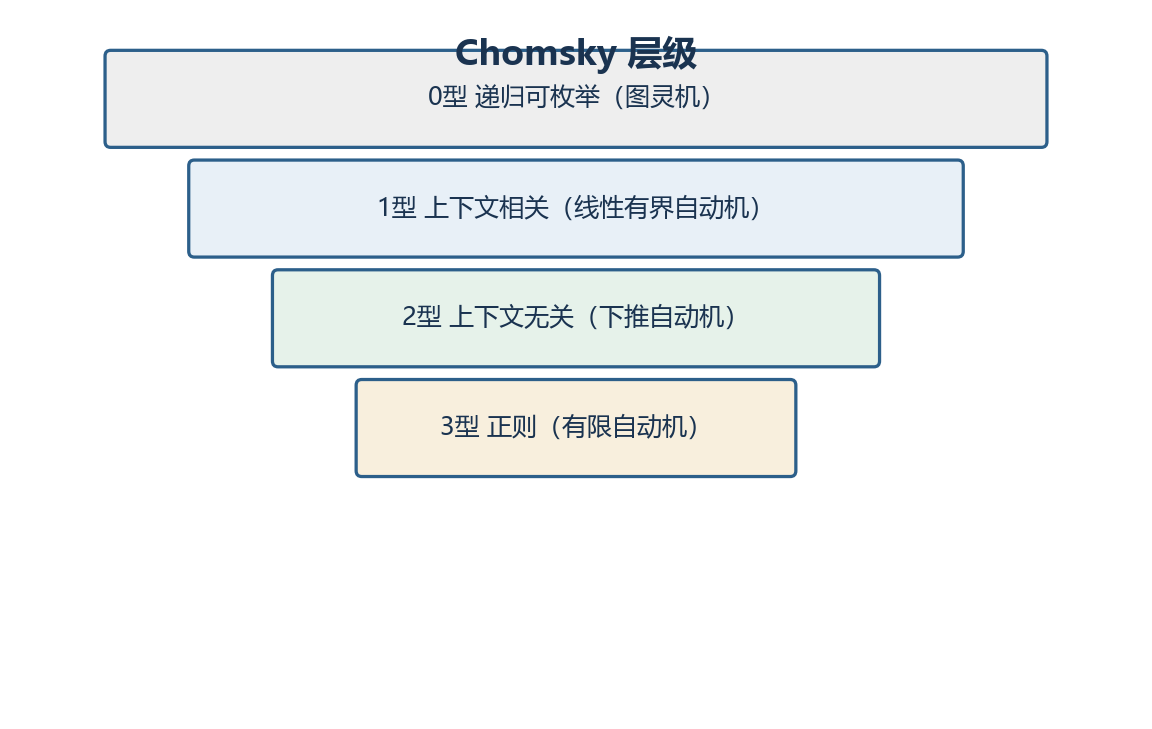 Chomsky 层级
0型 递归可枚举（图灵机）
1型 上下文相关（线性有界自动机）
2型 上下文无关（下推自动机）
3型 正则（有限自动机）